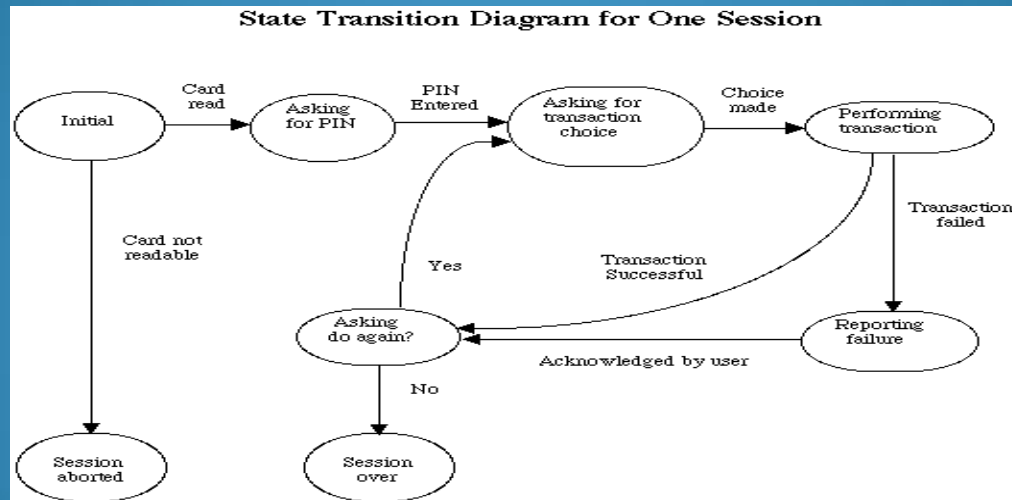 State Transition Diagram for One Session
Card
read
PIN
Entered
Choice
made
Initial
Asking
for PIN
Asking for
transaction
choice
Performing
transaction
Card not
readable
Yes
Transaction
Successful
Transaction
failed
Asking
do again?
Reporting
failure
Acknowledged by user
No
Session
aborted
Session
over